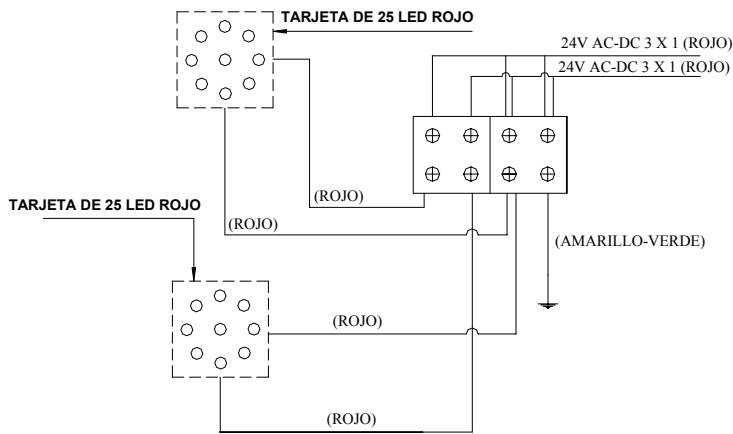 TARJETA DE 25 LED ROJO
24V AC-DC 3 X 1 (ROJO)
24V AC-DC 3 X 1 (ROJO)
(ROJO)
TARJETA DE 25 LED ROJO
(ROJO)
(AMARILLO-VERDE)
(ROJO)
(ROJO)